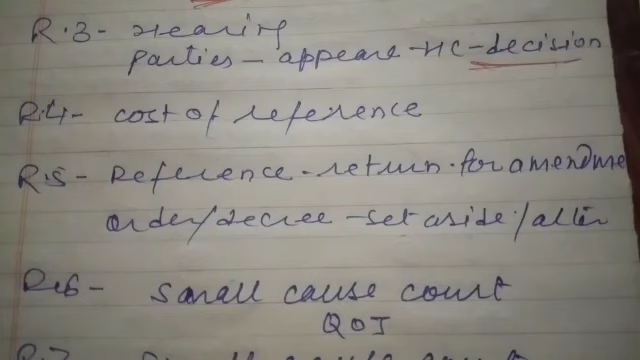 R.3- Hearing
parties - appear - HC - decision
R.4- cost of reference
R.5- Reference - return - for amendme
order/decree - set aside/alter
R.6- Small cause court
QOJ
R.7